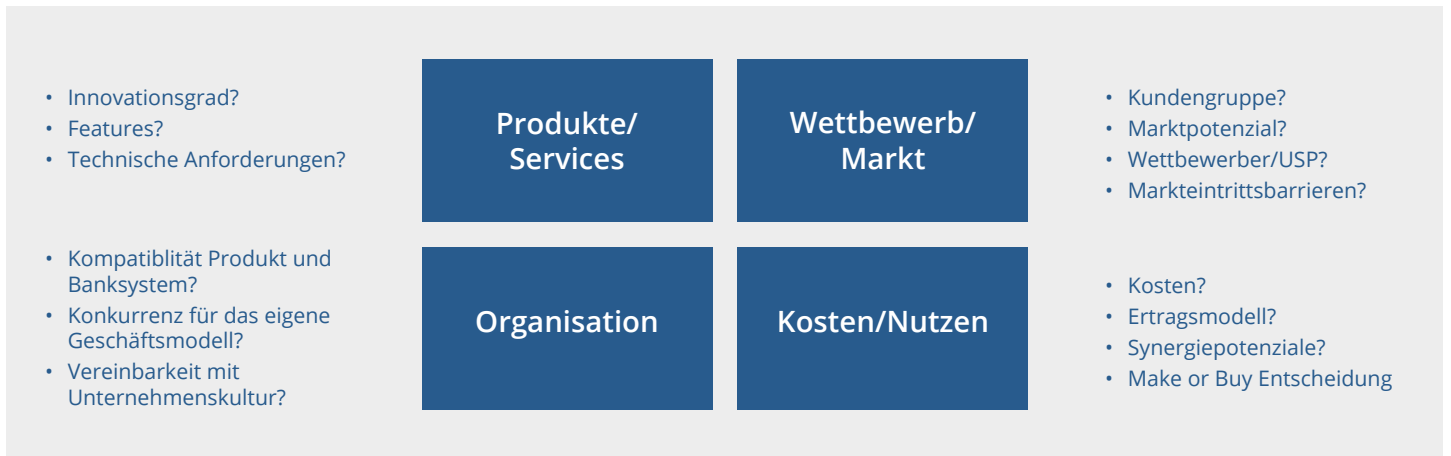 • Innovationsgrad?
• Features?
• Technische Anforderungen?
Produkte/
Services
Wettbewerb/
Markt
• Kundengruppe?
• Marktpotenzial?
• Wettbewerber/USP?
• Markteintrittsbarrieren?
• Kompatiblität Produkt und
Banksystem?
• Konkurrenz für das eigene
Geschäftsmodell?
• Vereinbarkeit mit
Unternehmenskultur?
Organisation
Kosten/Nutzen
• Kosten?
• Ertragsmodell?
• Synergiepotenziale?
• Make or Buy Entscheidung